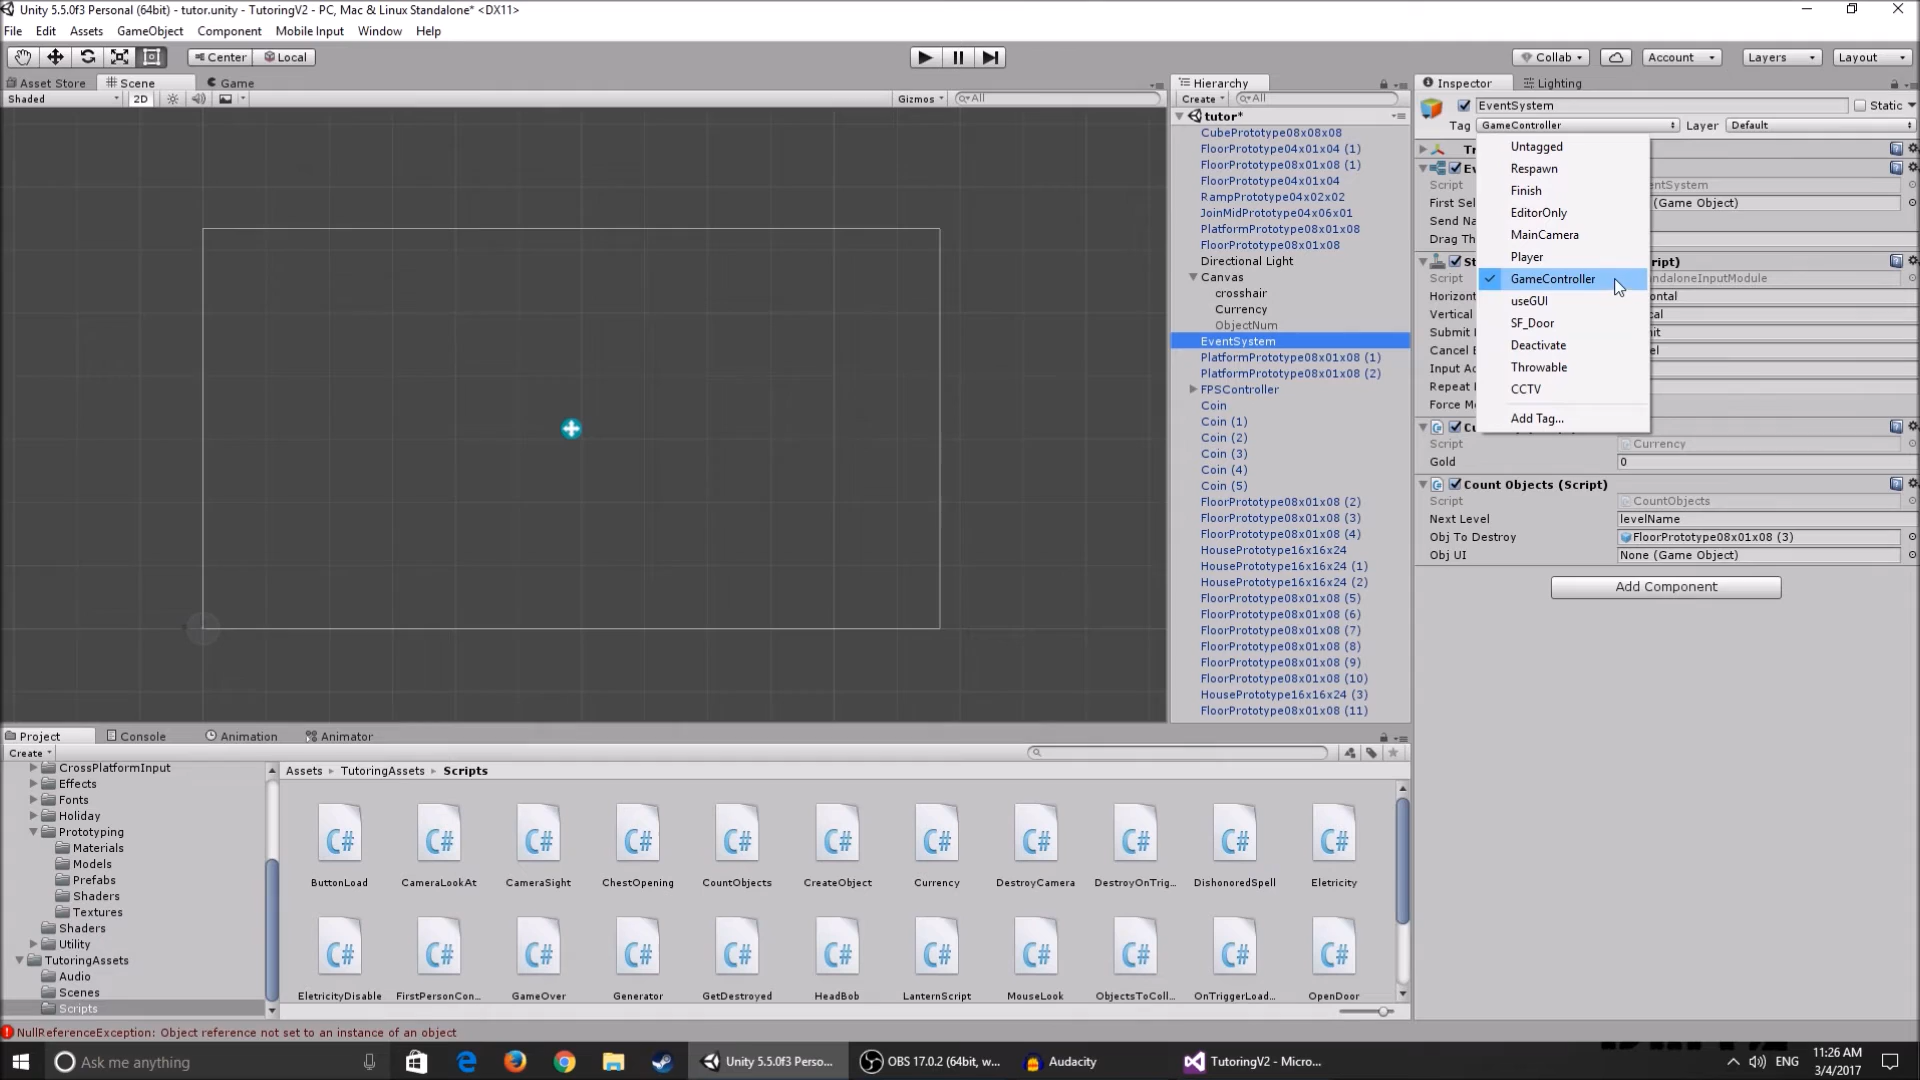 Unity 5.5.0f3 Personal (64bit) - tutor.unity - TutoringV2 - PC, Mac & Linux Standalone* <DX11>
File Edit Assets GameObject Component Mobile Input Window Help
Center Local Collab Account Layers Layout
Asset Store Scene Game
Shaded 2D Gizmos All
Hierarchy
Create All
tutor*
CubePrototype08x08x08
FloorPrototype04x01x04 (1)
FloorPrototype08x01x08 (1)
FloorPrototype04x01x04
RampPrototype04x02x02
JoinMidPrototype04x06x01
PlatformPrototype08x01x08
FloorPrototype08x01x08
Directional Light
Canvas
crosshair
Currency
ObjectNum
EventSystem
PlatformPrototype08x01x08 (1)
PlatformPrototype08x01x08 (2)
FPSController
Coin
Coin (1)
Coin (2)
Coin (3)
Coin (4)
Coin (5)
FloorPrototype08x01x08 (2)
FloorPrototype08x01x08 (3)
FloorPrototype08x01x08 (4)
HousePrototype16x16x24
HousePrototype16x16x24 (1)
HousePrototype16x16x24 (2)
FloorPrototype08x01x08 (5)
FloorPrototype08x01x08 (6)
FloorPrototype08x01x08 (7)
FloorPrototype08x01x08 (8)
FloorPrototype08x01x08 (9)
FloorPrototype08x01x08 (10)
HousePrototype16x16x24 (3)
FloorPrototype08x01x08 (11)
Inspector Lighting
EventSystem Static
Tag GameController Layer Default
Untagged
Respawn
Finish
EditorOnly
MainCamera
Player
GameController
useGUI
SF_Door
Deactivate
Throwable
CCTV
Add Tag...
Tr
Ev
Script entSystem
First Sel (Game Object)
Send Na
Drag Th
St ript)
Script ndaloneInputModule
Horizont ontal
Vertical cal
Submit nit
Cancel B el
Input Ac
Repeat
Force M
Cu
Script Currency
Gold 0
Count Objects (Script)
Script CountObjects
Next Level levelName
Obj To Destroy FloorPrototype08x01x08 (3)
Obj UI None (Game Object)
Add Component
Project Console Animation Animator
Create
CrossPlatformInput
Effects
Fonts
Holiday
Prototyping
Materials
Models
Prefabs
Shaders
Textures
Shaders
Utility
TutoringAssets
Audio
Scenes
Scripts
Assets TutoringAssets Scripts
C# C# C# C# C# C# C# C# C# C# C#
ButtonLoad CameraLookAt CameraSight ChestOpening CountObjects CreateObject Currency DestroyCamera DestroyOnTrig... DishonoredSpell Eletricity
C# C# C# C# C# C# C# C# C# C# C#
EletricityDisable FirstPersonCon... GameOver Generator GetDestroyed HeadBob LanternScript MouseLook ObjectsToColl... OnTriggerLoad... OpenDoor
NullReferenceException: Object reference not set to an instance of an object
Ask me anything
Unity 5.5.0f3 Perso...
OBS 17.0.2 (64bit, w...
Audacity
TutoringV2 - Micro...
ENG
11:26 AM
3/4/2017